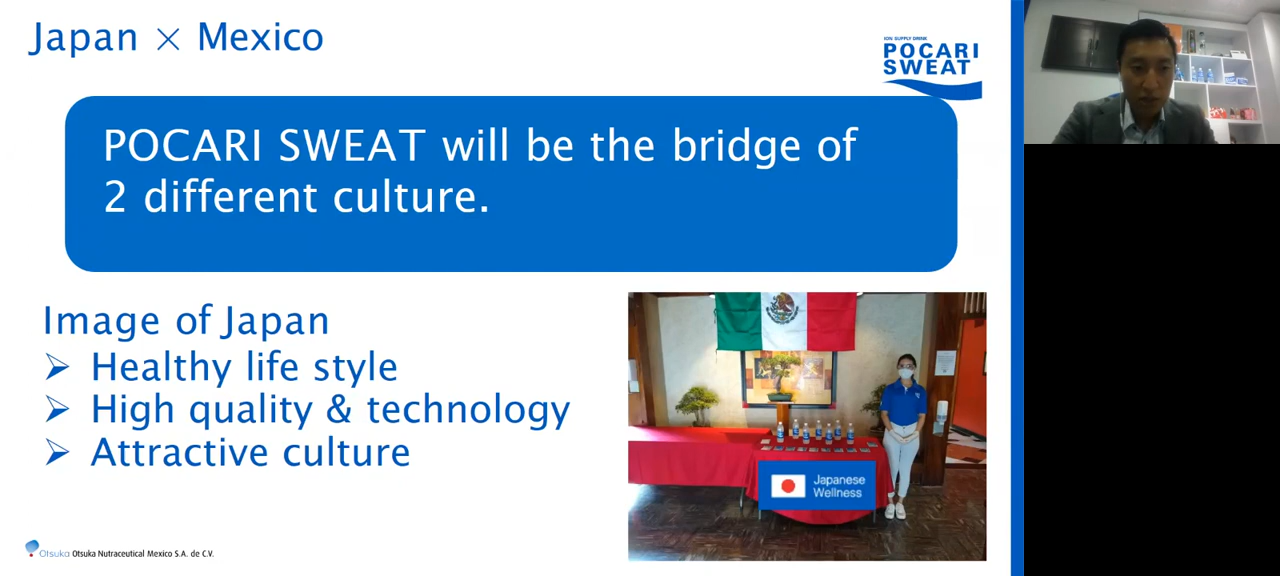 Japan × Mexico
ION SUPPLY DRINK
POCARI
SWEAT
POCARI SWEAT will be the bridge of
2 different culture.
Image of Japan
➢ Healthy life style
➢ High quality & technology
➢ Attractive culture
Japanese
Wellness
Otsuka Otsuka Nutraceutical Mexico S.A. de C.V.